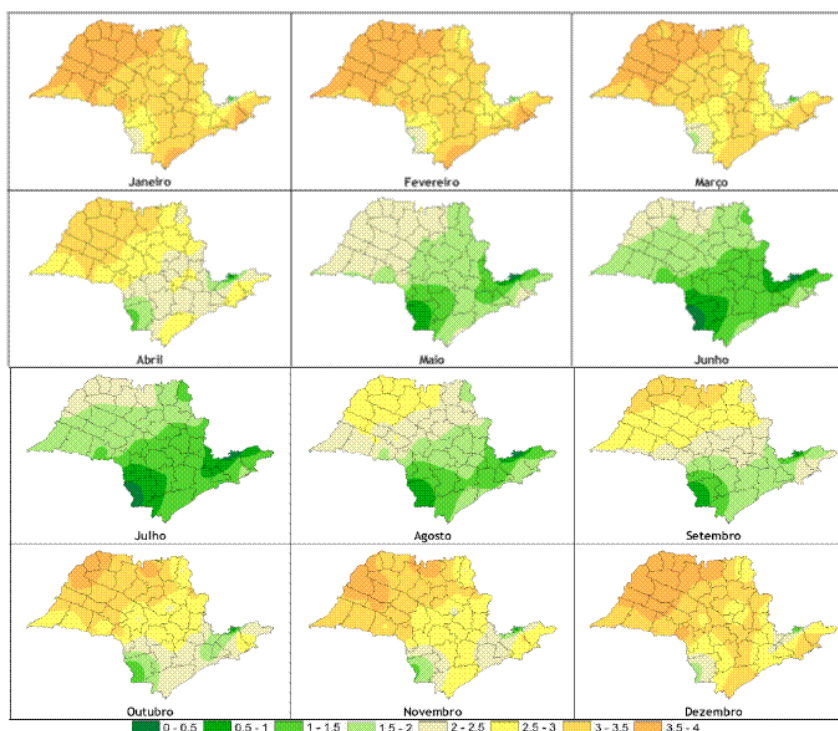 Janeiro Fevereiro Março
Abril Maio Junho
Julho Agosto Setembro
Outubro Novembro Dezembro
0 - 0.5 0.5 - 1 1 - 1.5 1.5 - 2 2 - 2.5 2.5 - 3 3 - 3.5 3.5 - 4